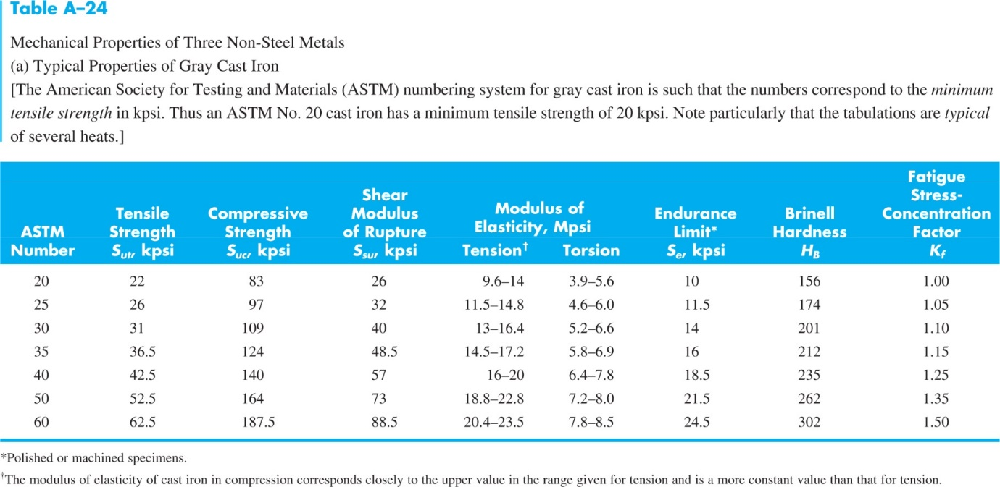 Table A–24
Mechanical Properties of Three Non-Steel Metals
(a) Typical Properties of Gray Cast Iron
[The American Society for Testing and Materials (ASTM) numbering system for gray cast iron is such that the numbers correspond to the minimum
tensile strength in kpsi. Thus an ASTM No. 20 cast iron has a minimum tensile strength of 20 kpsi. Note particularly that the tabulations are typical
of several heats.]
Fatigue
Shear Stress-
Tensile Compressive Modulus Modulus of Endurance Brinell Concentration
ASTM Strength Strength of Rupture Elasticity, Mpsi Limit* Hardness Factor
Number Sut, kpsi Suc, kpsi Ssu, kpsi Tension† Torsion Se, kpsi HB Kf
20 22 83 26 9.6–14 3.9–5.6 10 156 1.00
25 26 97 32 11.5–14.8 4.6–6.0 11.5 174 1.05
30 31 109 40 13–16.4 5.2–6.6 14 201 1.10
35 36.5 124 48.5 14.5–17.2 5.8–6.9 16 212 1.15
40 42.5 140 57 16–20 6.4–7.8 18.5 235 1.25
50 52.5 164 73 18.8–22.8 7.2–8.0 21.5 262 1.35
60 62.5 187.5 88.5 20.4–23.5 7.8–8.5 24.5 302 1.50
*Polished or machined specimens.
†The modulus of elasticity of cast iron in compression corresponds closely to the upper value in the range given for tension and is a more constant value than that for tension.